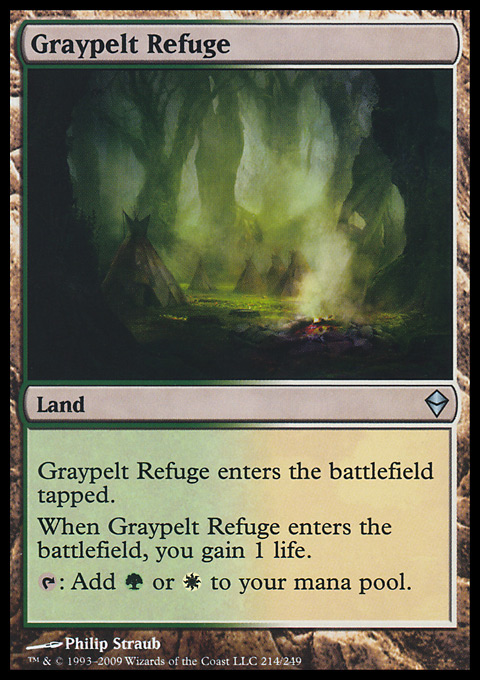 Graypelt Refuge
Land
Graypelt Refuge enters the battlefield
tapped.
When Graypelt Refuge enters the
battlefield, you gain 1 life.
: Add or to your mana pool.
Philip Straub
™ & © 1993–2009 Wizards of the Coast LLC 214/249